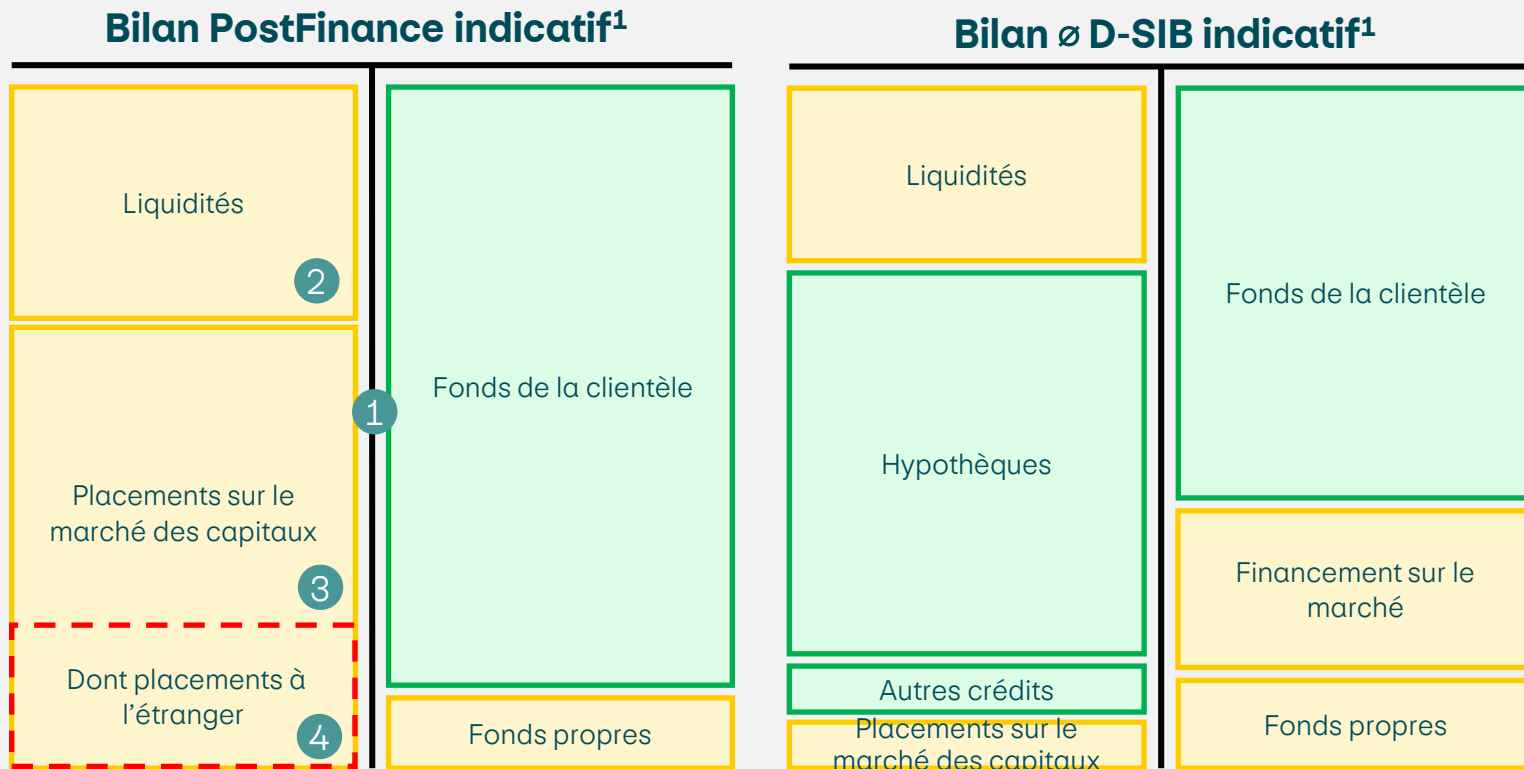 Bilan PostFinance indicatif¹
Liquidités
2
Placements sur le
marché des capitaux
3
Dont placements à
l’étranger
4
1
Fonds de la clientèle
Fonds propres
Bilan ⌀ D-SIB indicatif¹
Liquidités
Hypothèques
Autres crédits
Placements sur le
marché des capitaux
Fonds de la clientèle
Financement sur le
marché
Fonds propres